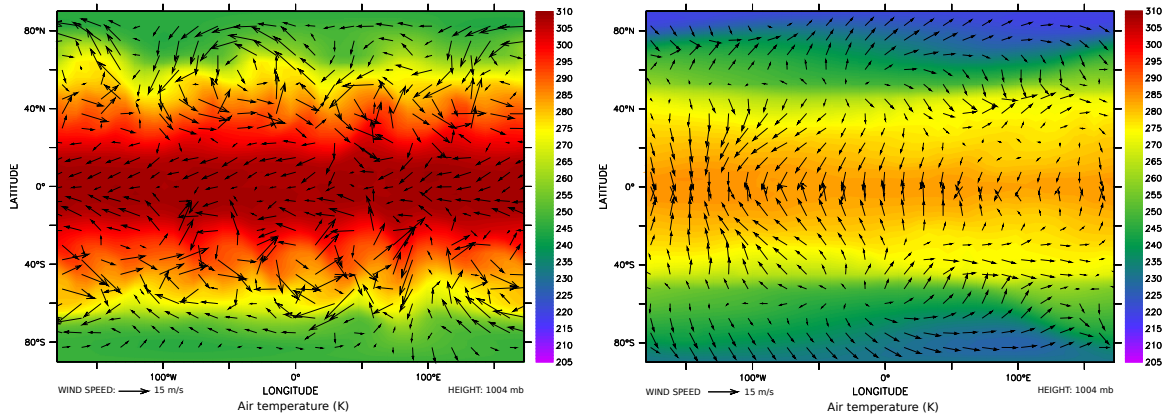 80°N
40°N
0°
40°S
80°S
LATITUDE
100°W
0°
100°E
LONGITUDE
WIND SPEED: 15 m/s
HEIGHT: 1004 mb
Air temperature (K)
310
305
300
295
290
285
280
275
270
265
260
255
250
245
240
235
230
225
220
215
210
205
80°N
40°N
0°
40°S
80°S
LATITUDE
100°W
0°
100°E
LONGITUDE
WIND SPEED 15 m/s
HEIGHT: 1004 mb
Air temperature (K)
310
305
300
295
290
285
280
275
270
265
260
255
250
245
240
235
230
225
220
215
210
205